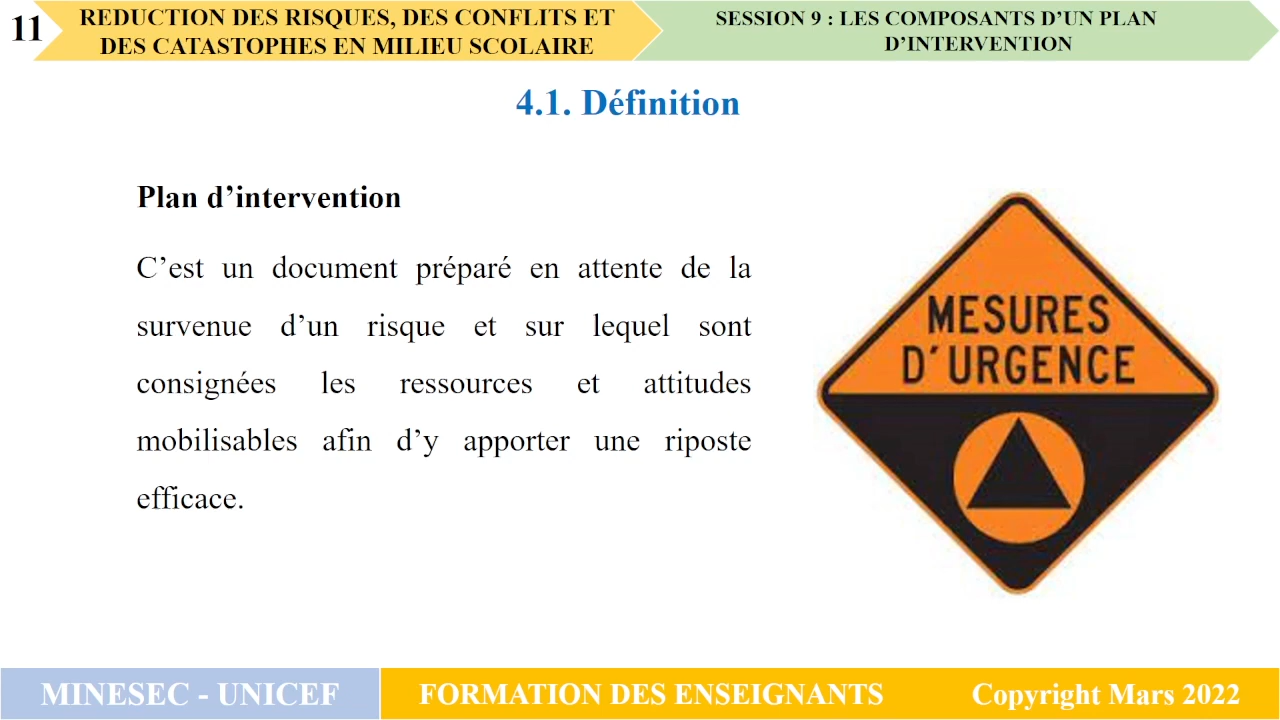 11
REDUCTION DES RISQUES, DES CONFLITS ET
DES CATASTOPHES EN MILIEU SCOLAIRE
SESSION 9 : LES COMPOSANTS D’UN PLAN
D’INTERVENTION
4.1. Définition
Plan d’intervention
C’est un document préparé en attente de la
survenue d’un risque et sur lequel sont
consignées les ressources et attitudes
mobilisables afin d’y apporter une riposte
efficace.
MESURES
D'URGENCE
MINESEC - UNICEF
FORMATION DES ENSEIGNANTS
Copyright Mars 2022